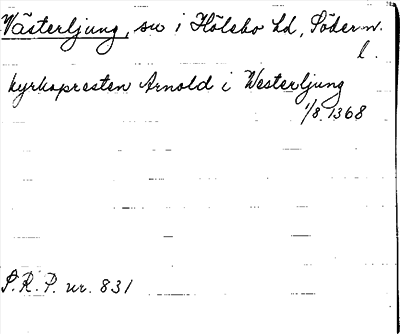 Västerljung, sn i Hölebo hd, Söderm.
l.
kyrkopresten Arnold i Westerljung
1/8 1368
S.R.P. nr. 831